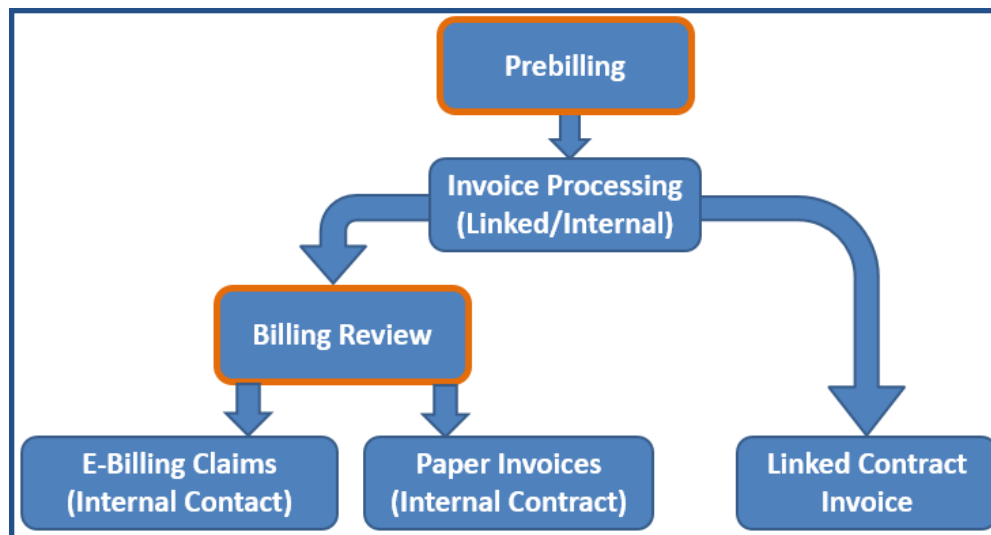 Prebilling
Invoice Processing
(Linked/Internal)
Billing Review
E-Billing Claims
(Internal Contact)
Paper Invoices
(Internal Contract)
Linked Contract
Invoice